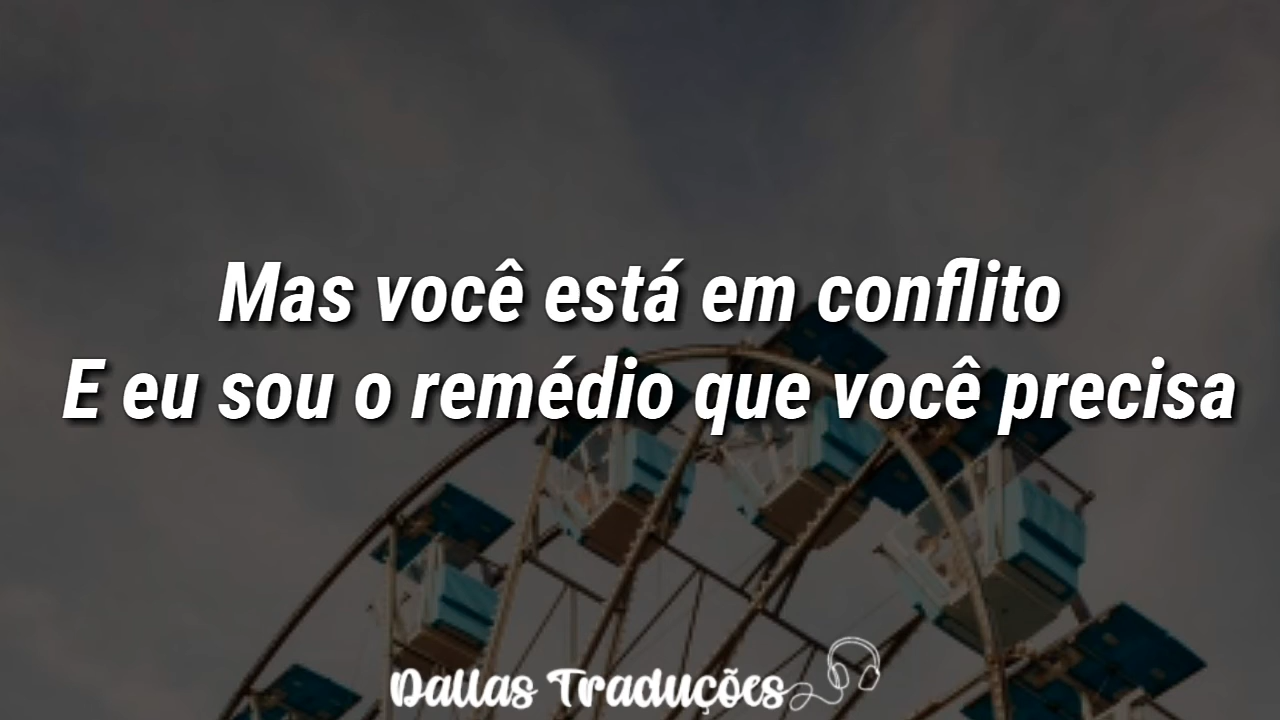 Mas você está em conflito
E eu sou o remédio que você precisa
Dallas Traduções